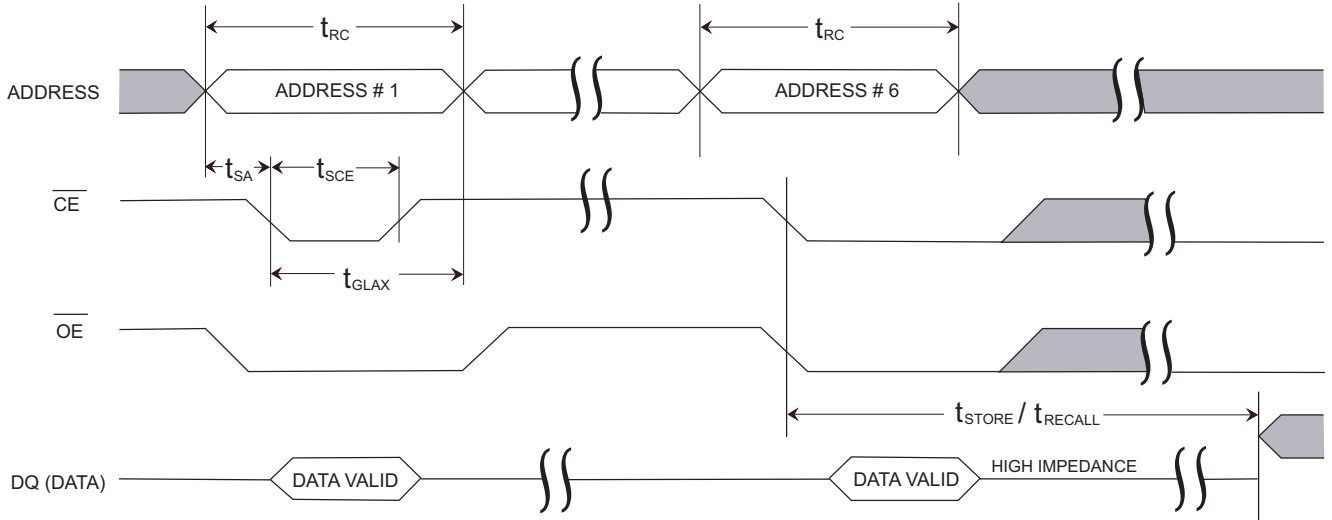 tRC
tRC
ADDRESS
ADDRESS # 1
ADDRESS # 6
tSA
tSCE
CE
tGLAX
OE
tSTORE / tRECALL
DQ (DATA)
DATA VALID
DATA VALID
HIGH IMPEDANCE